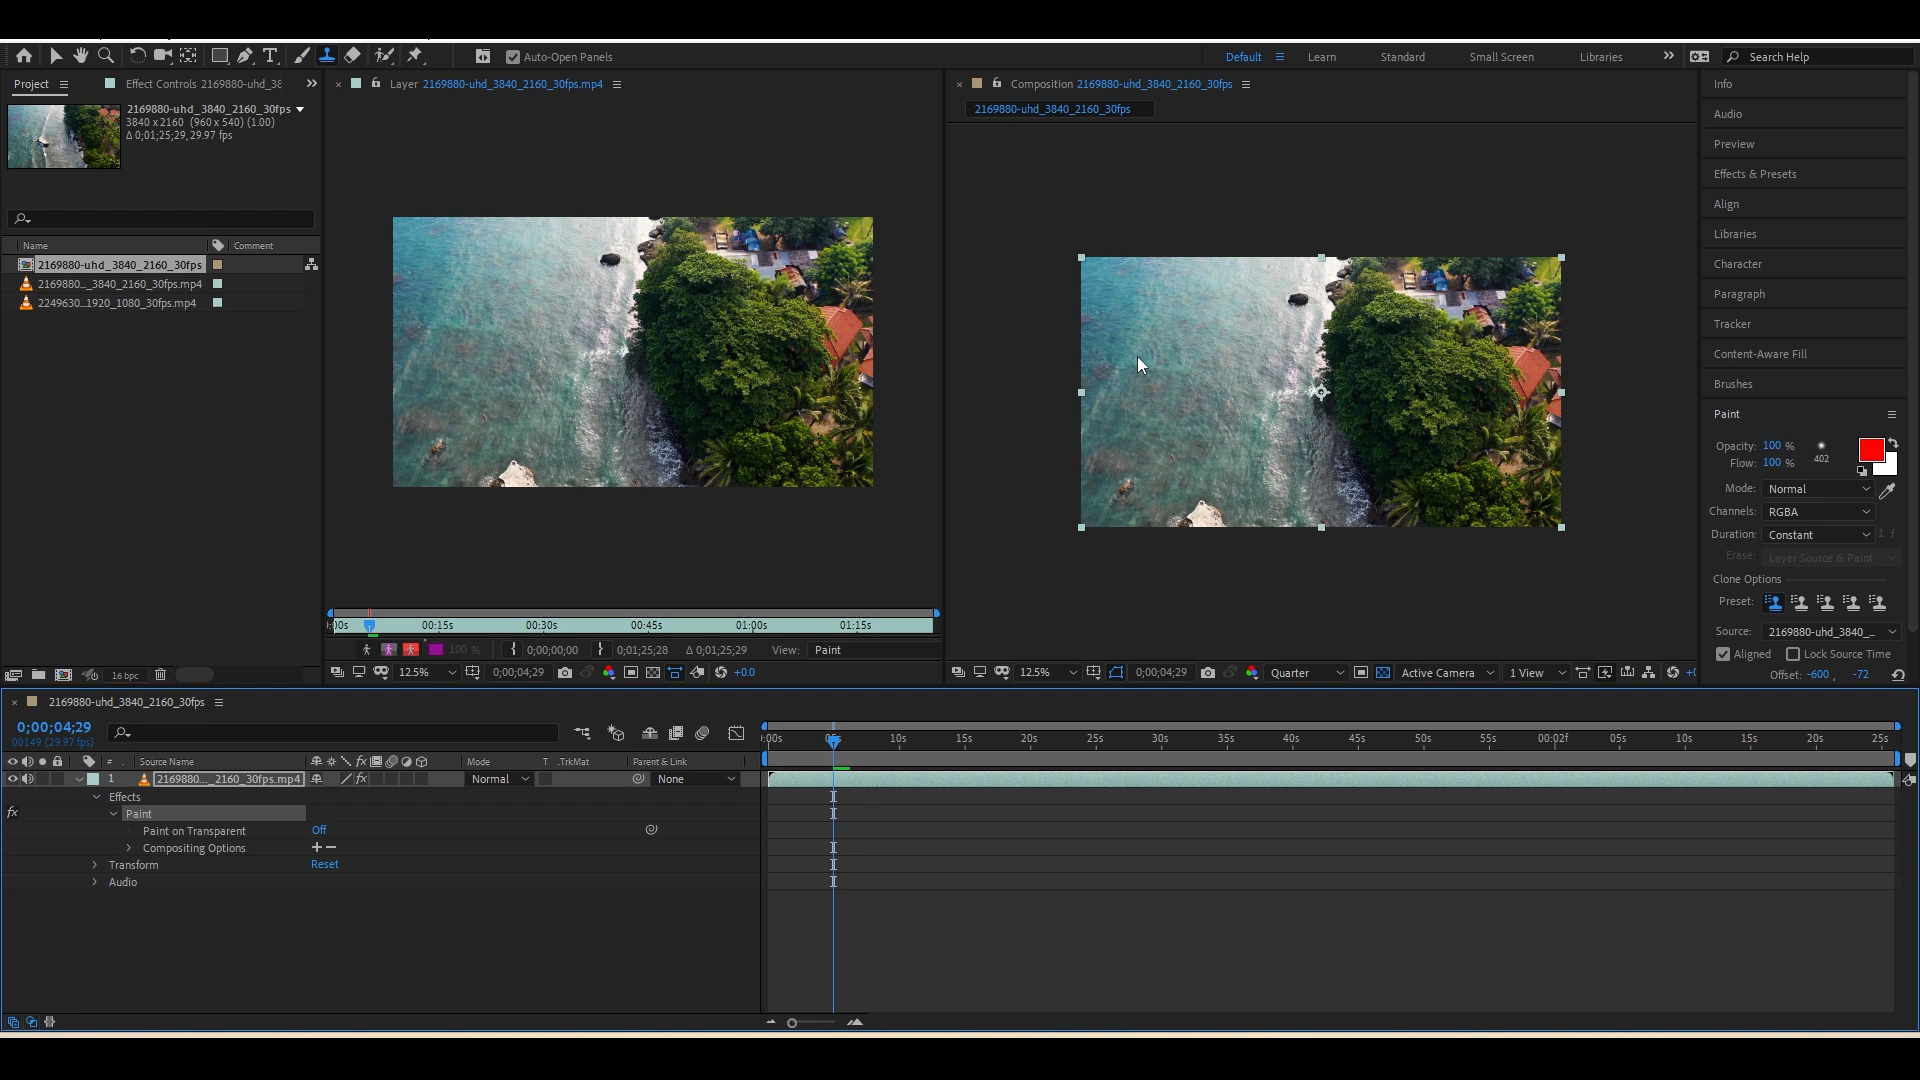 Auto-Open Panels
Default
Learn
Standard
Small Screen
Libraries
Search Help
Project
Effect Controls 2169880-uhd_38
2169880-uhd_3840_2160_30fps
3840 x 2160 (960 x 540) (1.00)
Δ 0;01;25;29, 29.97 fps
Name
Comment
2169880-uhd_3840_2160_30fps
2169880..._3840_2160_30fps.mp4
2249630...1920_1080_30fps.mp4
16 bpc
Layer 2169880-uhd_3840_2160_30fps.mp4
:00s
00:15s
00:30s
00:45s
01:00s
01:15s
100 %
0;00;00;00
0;01;25;28
Δ 0;01;25;29
View:
Paint
12.5%
0;00;04;29
+0.0
Composition 2169880-uhd_3840_2160_30fps
2169880-uhd_3840_2160_30fps
12.5%
0;00;04;29
Quarter
Active Camera
1 View
Info
Audio
Preview
Effects & Presets
Align
Libraries
Character
Paragraph
Tracker
Content-Aware Fill
Brushes
Paint
Opacity: 100 %
Flow: 100 %
402
Mode: Normal
Channels: RGBA
Duration: Constant 1 f
Erase: Layer Source & Paint
Clone Options
Preset:
Source: 2169880-uhd_3840_...
Aligned
Lock Source Time
Offset: -600 , -72
2169880-uhd_3840_2160_30fps
0;00;04;29
00149 (29.97 fps)
:00s
05s
10s
15s
20s
25s
30s
35s
40s
45s
50s
55s
00:02f
05s
10s
15s
20s
25s
# Source Name
Mode
T .TrkMat
Parent & Link
1 2169880..._2160_30fps.mp4
Normal
None
Effects
fx
Paint
Paint on Transparent
Off
Compositing Options
+ −
Transform
Reset
Audio